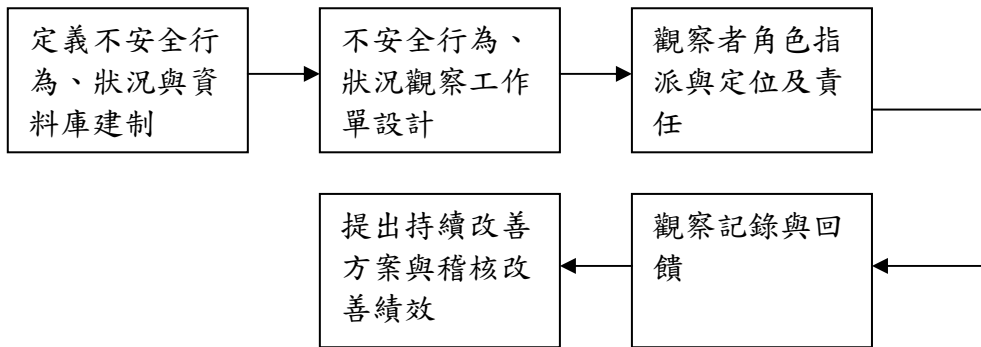 定義不安全行
為、狀況與資
料庫建制
不安全行為、
狀況觀察工作
單設計
觀察者角色指
派與定位及責
任
觀察記錄與回
饋
提出持續改善
方案與稽核改
善績效